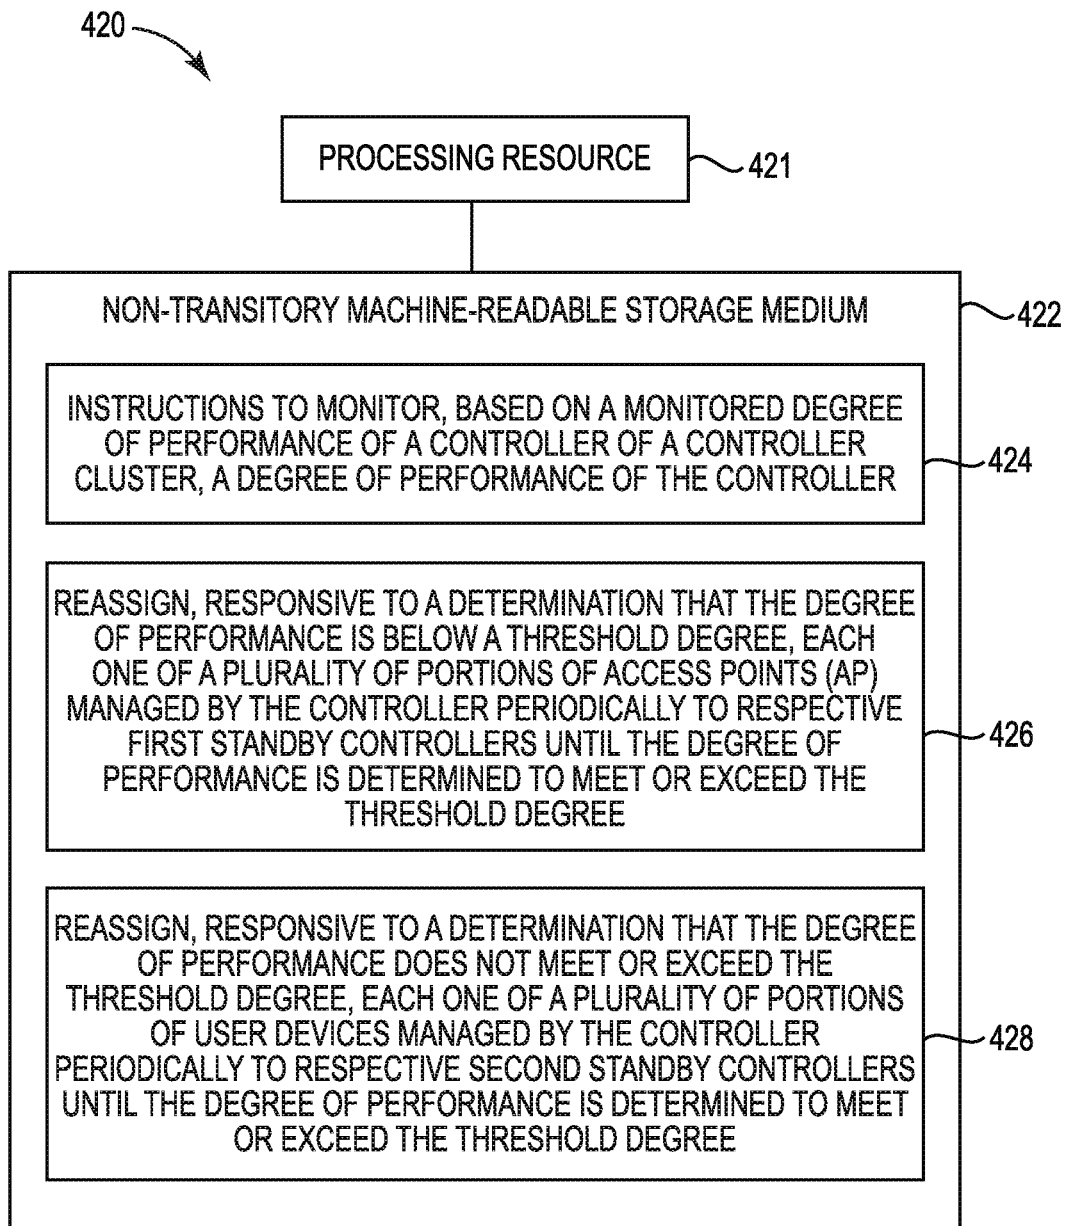 420
PROCESSING RESOURCE
421
NON-TRANSITORY MACHINE-READABLE STORAGE MEDIUM
422
INSTRUCTIONS TO MONITOR, BASED ON A MONITORED DEGREE
OF PERFORMANCE OF A CONTROLLER OF A CONTROLLER
CLUSTER, A DEGREE OF PERFORMANCE OF THE CONTROLLER
424
REASSIGN, RESPONSIVE TO A DETERMINATION THAT THE DEGREE
OF PERFORMANCE IS BELOW A THRESHOLD DEGREE, EACH
ONE OF A PLURALITY OF PORTIONS OF ACCESS POINTS (AP)
MANAGED BY THE CONTROLLER PERIODICALLY TO RESPECTIVE
FIRST STANDBY CONTROLLERS UNTIL THE DEGREE OF
PERFORMANCE IS DETERMINED TO MEET OR EXCEED THE
THRESHOLD DEGREE
426
REASSIGN, RESPONSIVE TO A DETERMINATION THAT THE DEGREE
OF PERFORMANCE DOES NOT MEET OR EXCEED THE
THRESHOLD DEGREE, EACH ONE OF A PLURALITY OF PORTIONS
OF USER DEVICES MANAGED BY THE CONTROLLER
PERIODICALLY TO RESPECTIVE SECOND STANDBY CONTROLLERS
UNTIL THE DEGREE OF PERFORMANCE IS DETERMINED TO MEET
OR EXCEED THE THRESHOLD DEGREE
428